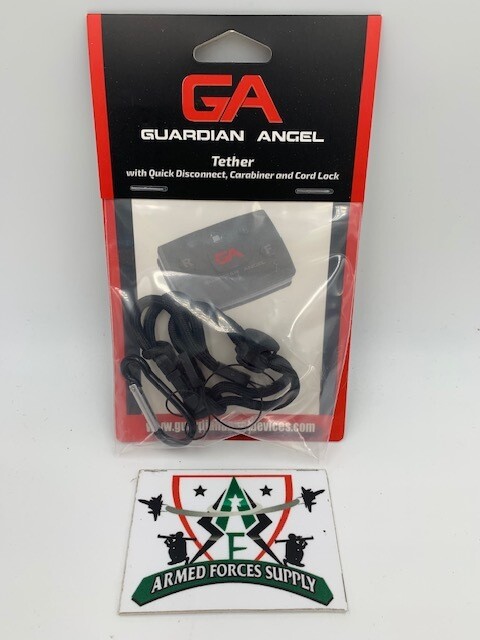 GA
GUARDIAN ANGEL
Tether
with Quick Disconnect, Carabiner and Cord Lock
GA
R F
A
F
ARMED FORCES SUPPLY